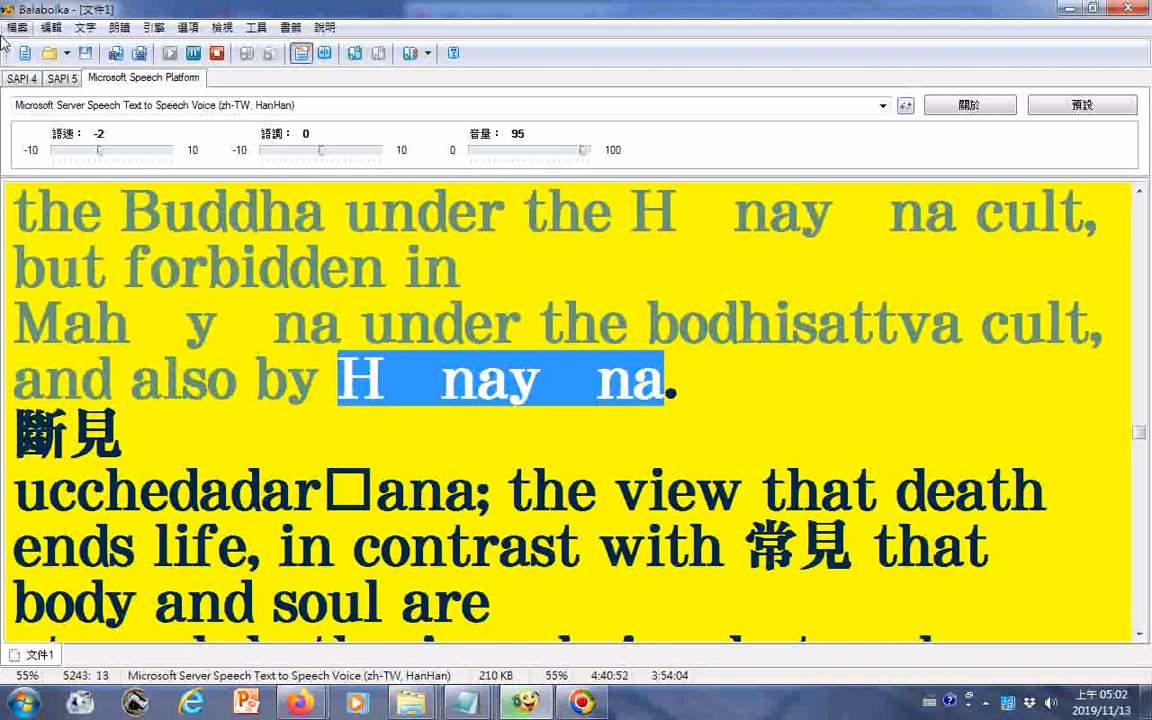 Balabolka - [文件1]
檔案 編輯 文字 朗讀 引擎 選項 檢視 工具 書籤 說明
SAPI 4 SAPI 5 Microsoft Speech Platform
Microsoft Server Speech Text to Speech Voice (zh-TW, HanHan) 關於 預設
語速： -2 語調： 0 音量： 95
-10 10 -10 10 0 100
the Buddha under the H nay na cult,
but forbidden in
Mah y na under the bodhisattva cult,
and also by H nay na.
斷見
ucchedadar□ana; the view that death
ends life, in contrast with 常見 that
body and soul are
文件1
55% 5243: 13 Microsoft Server Speech Text to Speech Voice (zh-TW, HanHan) 210 KB 55% 4:40:52 3:54:04
上午 05:02
2019/11/13